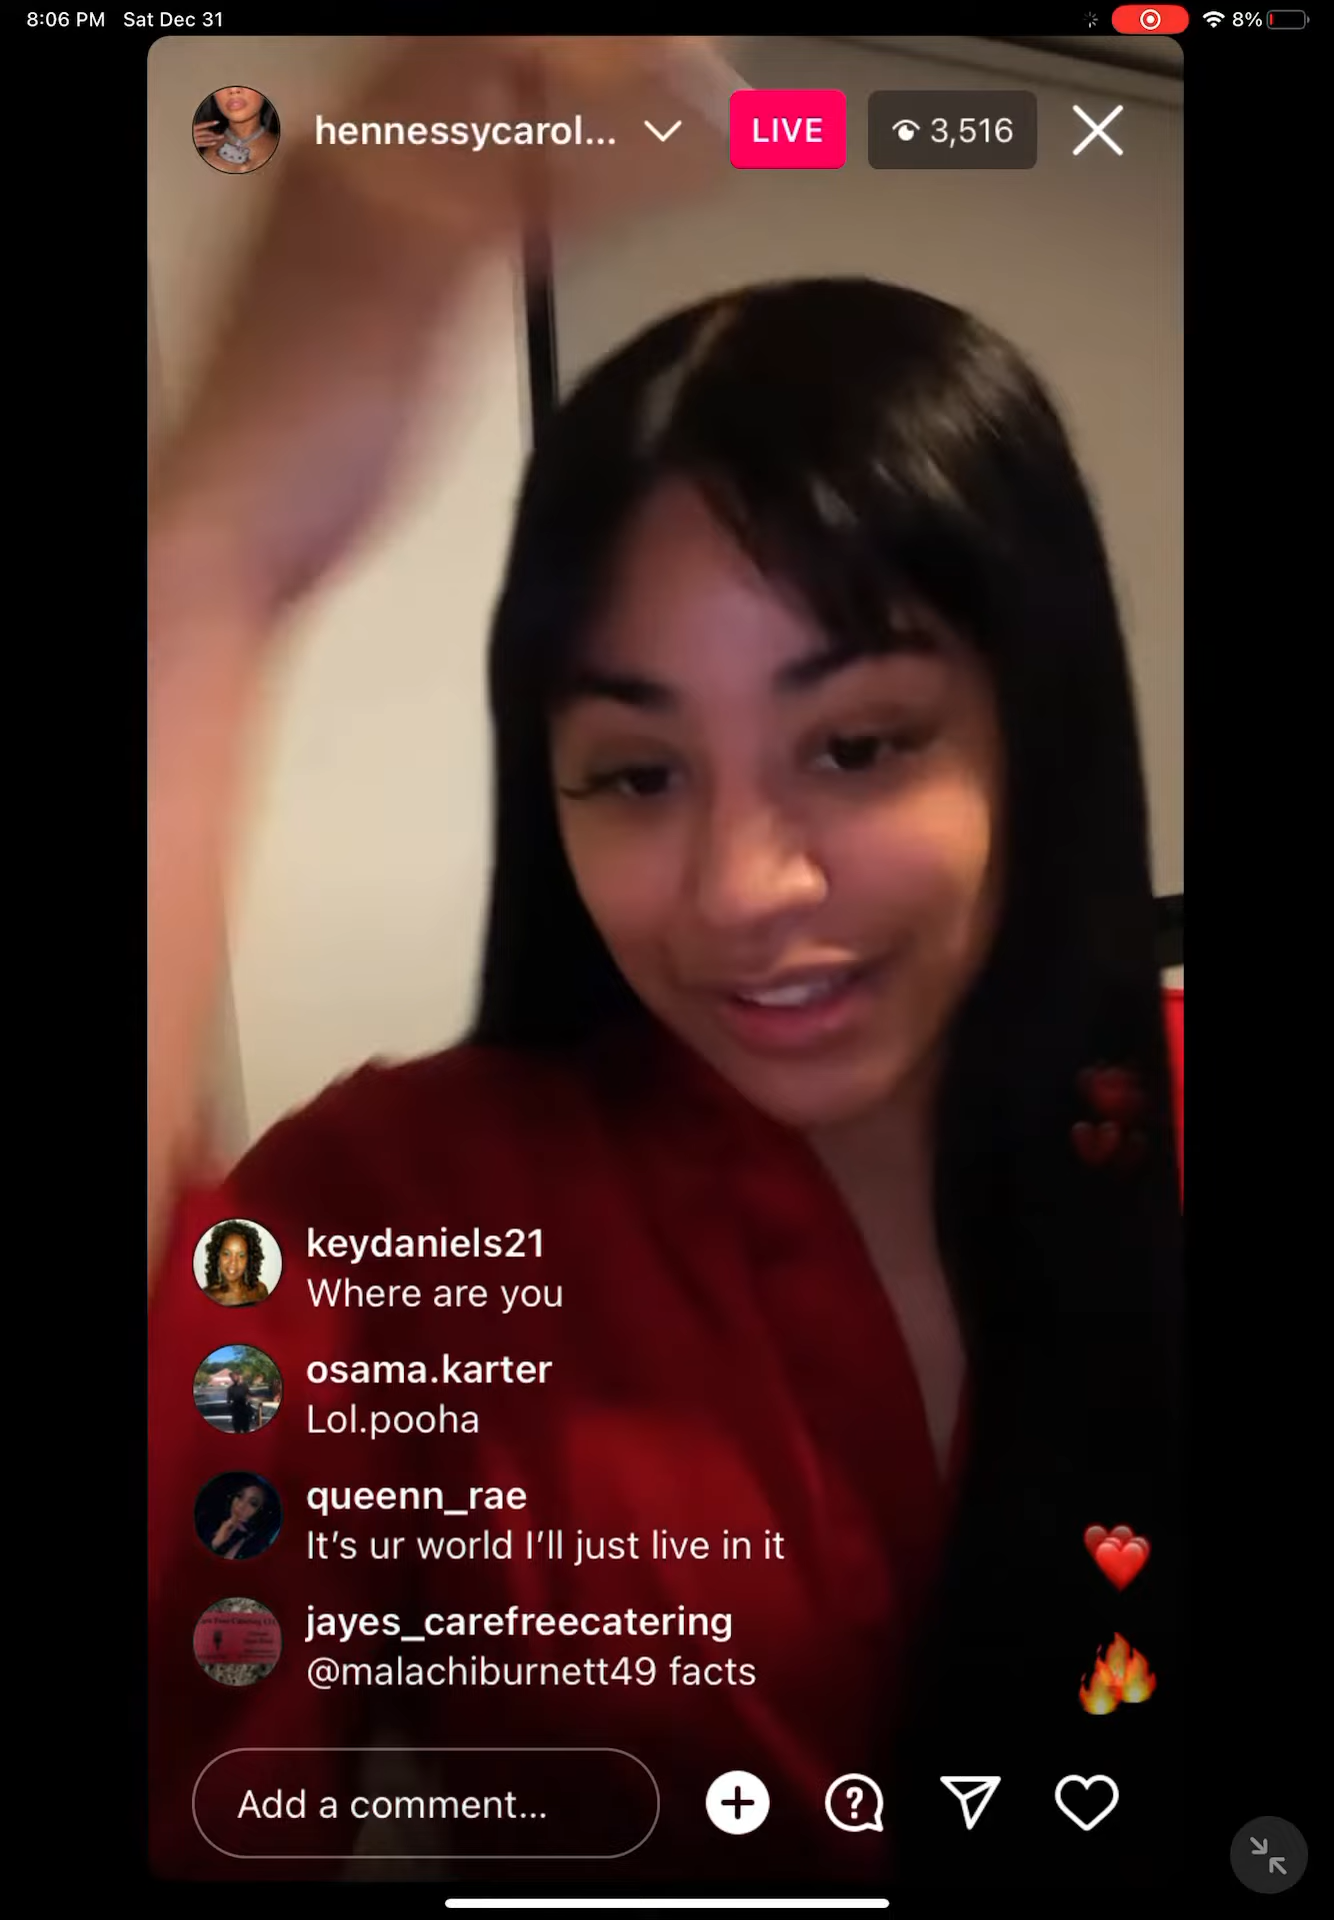 8:06 PM Sat Dec 31
8%
hennessycarol...
LIVE
3,516
keydaniels21
Where are you
osama.karter
Lol.pooha
queenn_rae
It's ur world I'll just live in it
jayes_carefreecatering
@malachiburnett49 facts
Add a comment...